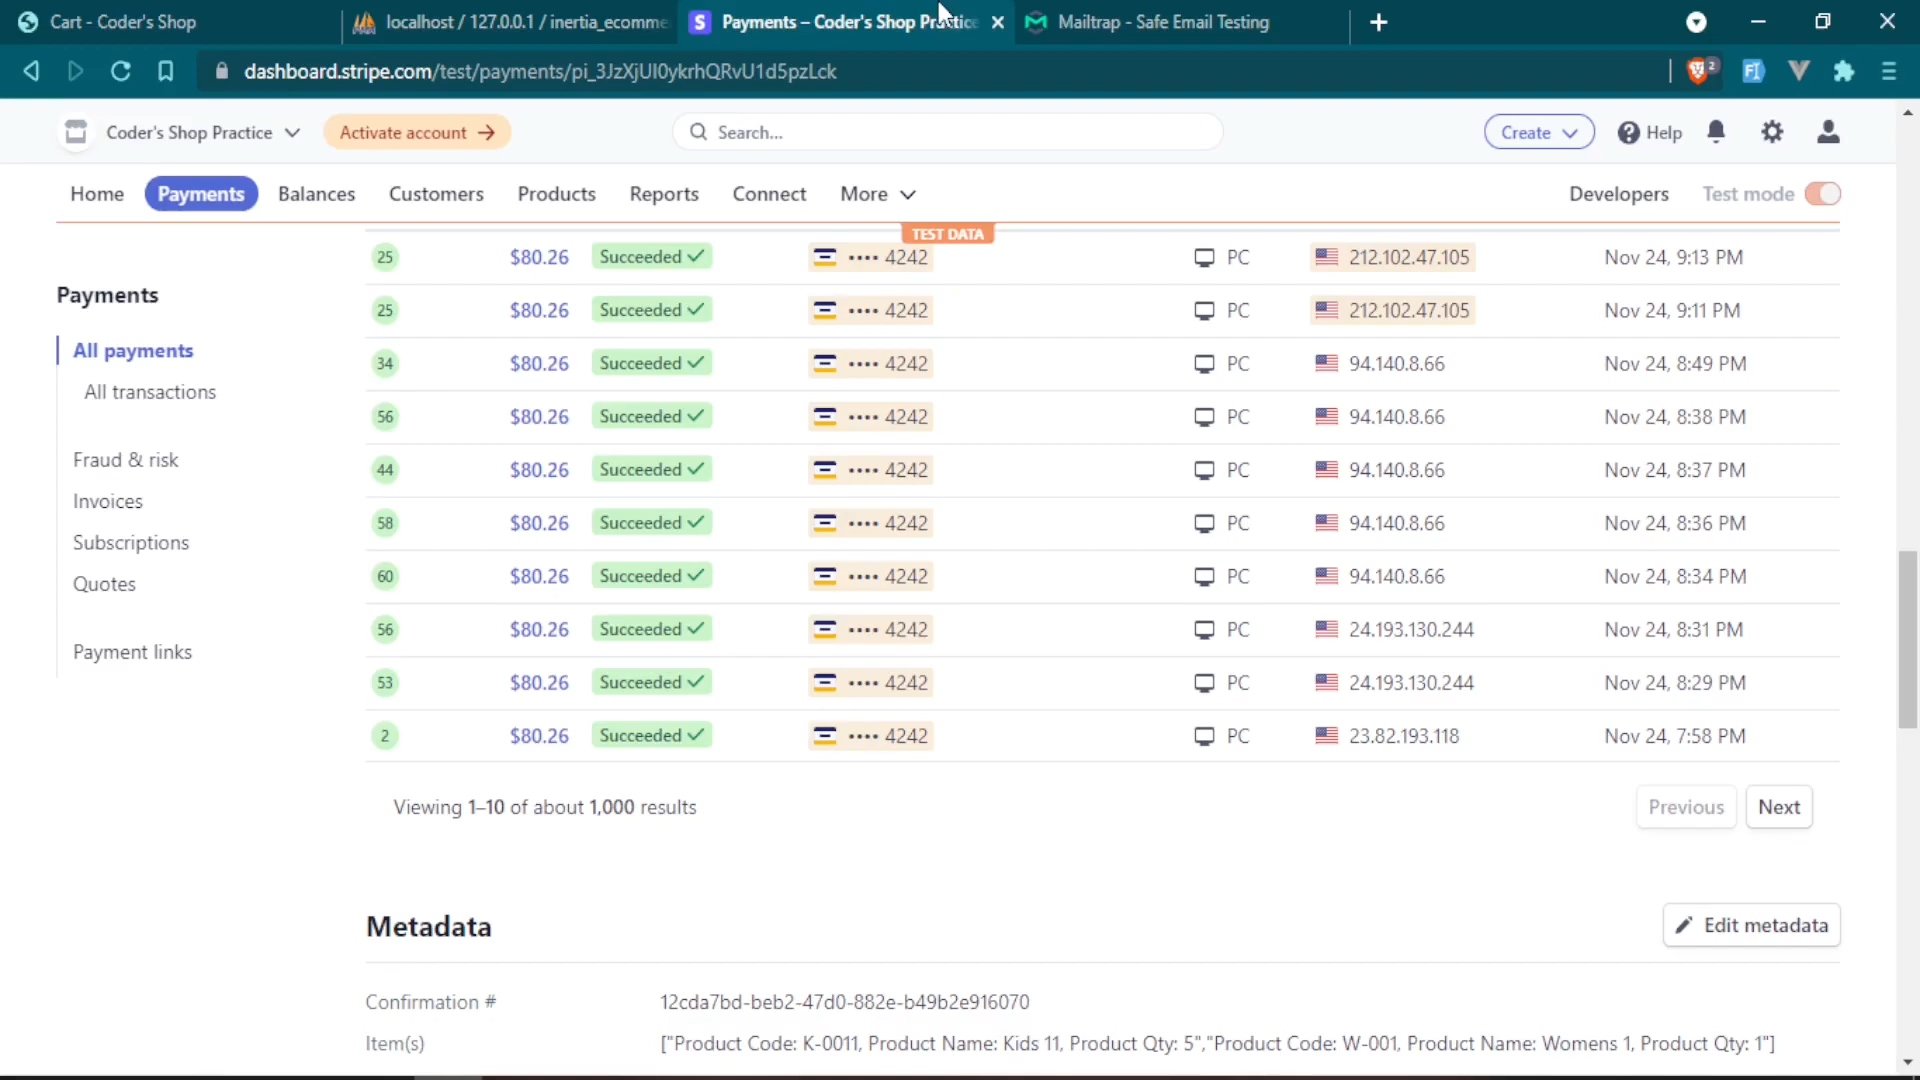 Cart - Coder's Shop
localhost / 127.0.0.1 / inertia_ecomme
Payments – Coder's Shop Practice
Mailtrap - Safe Email Testing
dashboard.stripe.com/test/payments/pi_3JzXjUI0ykrhQRvU1d5pzLck
2
Coder's Shop Practice
Activate account →
Search...
Create
Help
Home
Payments
Balances
Customers
Products
Reports
Connect
More
Developers
Test mode
TEST DATA
Payments
All payments
All transactions
Fraud & risk
Invoices
Subscriptions
Quotes
Payment links
25 $80.26 Succeeded ✓ •••• 4242 PC 212.102.47.105 Nov 24, 9:13 PM
25 $80.26 Succeeded ✓ •••• 4242 PC 212.102.47.105 Nov 24, 9:11 PM
34 $80.26 Succeeded ✓ •••• 4242 PC 94.140.8.66 Nov 24, 8:49 PM
56 $80.26 Succeeded ✓ •••• 4242 PC 94.140.8.66 Nov 24, 8:38 PM
44 $80.26 Succeeded ✓ •••• 4242 PC 94.140.8.66 Nov 24, 8:37 PM
58 $80.26 Succeeded ✓ •••• 4242 PC 94.140.8.66 Nov 24, 8:36 PM
60 $80.26 Succeeded ✓ •••• 4242 PC 94.140.8.66 Nov 24, 8:34 PM
56 $80.26 Succeeded ✓ •••• 4242 PC 24.193.130.244 Nov 24, 8:31 PM
53 $80.26 Succeeded ✓ •••• 4242 PC 24.193.130.244 Nov 24, 8:29 PM
2 $80.26 Succeeded ✓ •••• 4242 PC 23.82.193.118 Nov 24, 7:58 PM
Viewing 1–10 of about 1,000 results
Previous
Next
Metadata
Edit metadata
Confirmation # 12cda7bd-beb2-47d0-882e-b49b2e916070
Item(s) ["Product Code: K-0011, Product Name: Kids 11, Product Qty: 5","Product Code: W-001, Product Name: Womens 1, Product Qty: 1"]